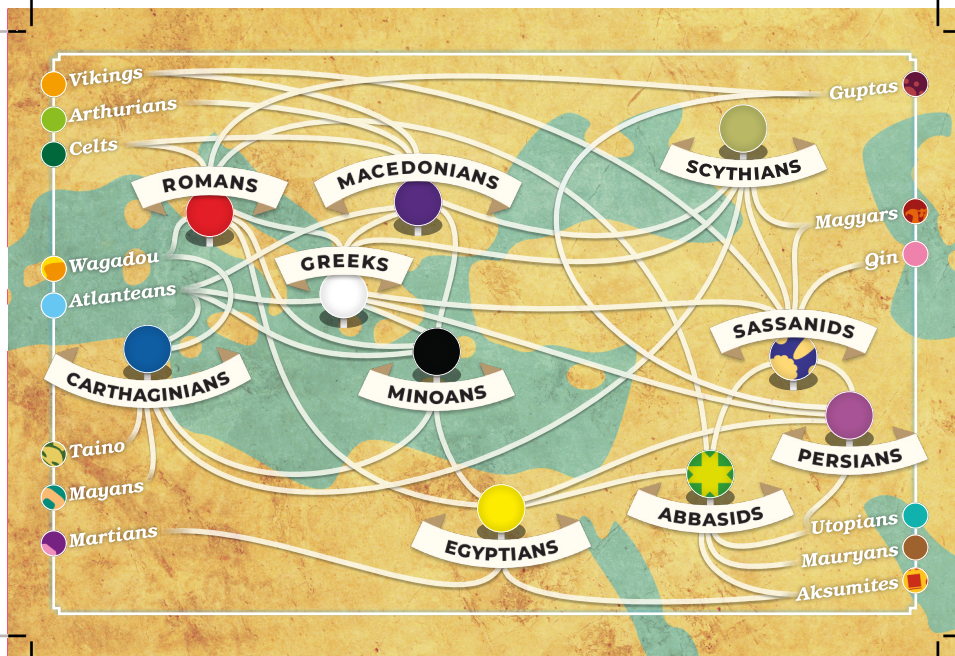 Vikings
Guptas
Arthurians
Celts
SCYTHIANS
ROMANS
MACEDONIANS
Magyars
Wagadou
GREEKS
Qin
Atlanteans
SASSANIDS
CARTHAGINIANS
MINOANS
Taino
PERSIANS
Mayans
ABBASIDS
Utopians
Martians
EGYPTIANS
Mauryans
Aksumites